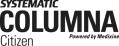 SYSTEMATIC
COLUMNA
Citizen Powered by Medicine